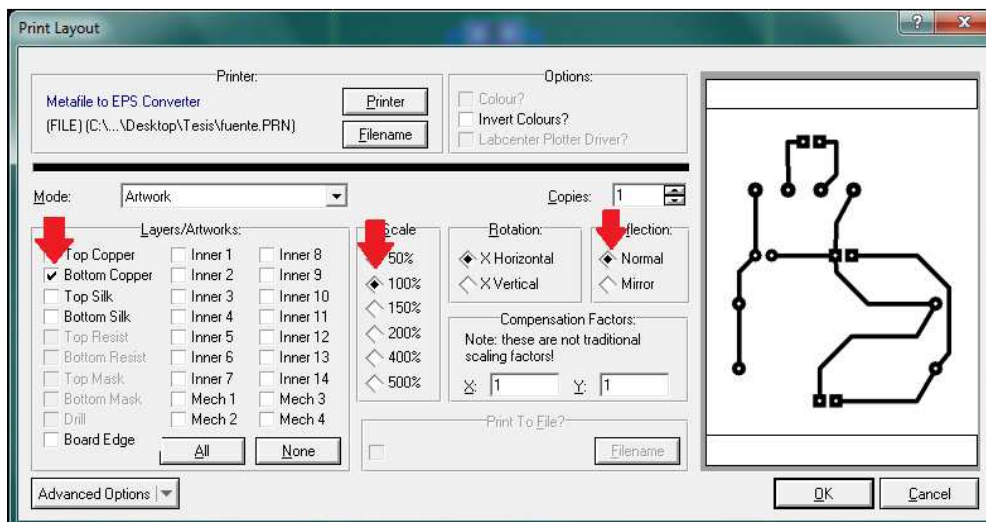 Print Layout
Printer:
Metafile to EPS Converter
Printer
(FILE) (C:\...\Desktop\Tesis\fuente.PRN)
Filename
Options:
Colour?
Invert Colours?
Labcenter Plotter Driver?
Mode:
Artwork
Copies:
1
Layers/Artworks:
Top Copper
Bottom Copper
Top Silk
Bottom Silk
Top Resist
Bottom Resist
Top Mask
Bottom Mask
Drill
Board Edge
Inner 1
Inner 2
Inner 3
Inner 4
Inner 5
Inner 6
Inner 7
Mech 1
Mech 2
Inner 8
Inner 9
Inner 10
Inner 11
Inner 12
Inner 13
Inner 14
Mech 3
Mech 4
All
None
Scale
50%
100%
150%
200%
400%
500%
Rotation:
X Horizontal
X Vertical
flection:
Normal
Mirror
Compensation Factors:
Note: these are not traditional
scaling factors!
X: 1
Y: 1
Print To File?
Filename
Advanced Options
OK
Cancel